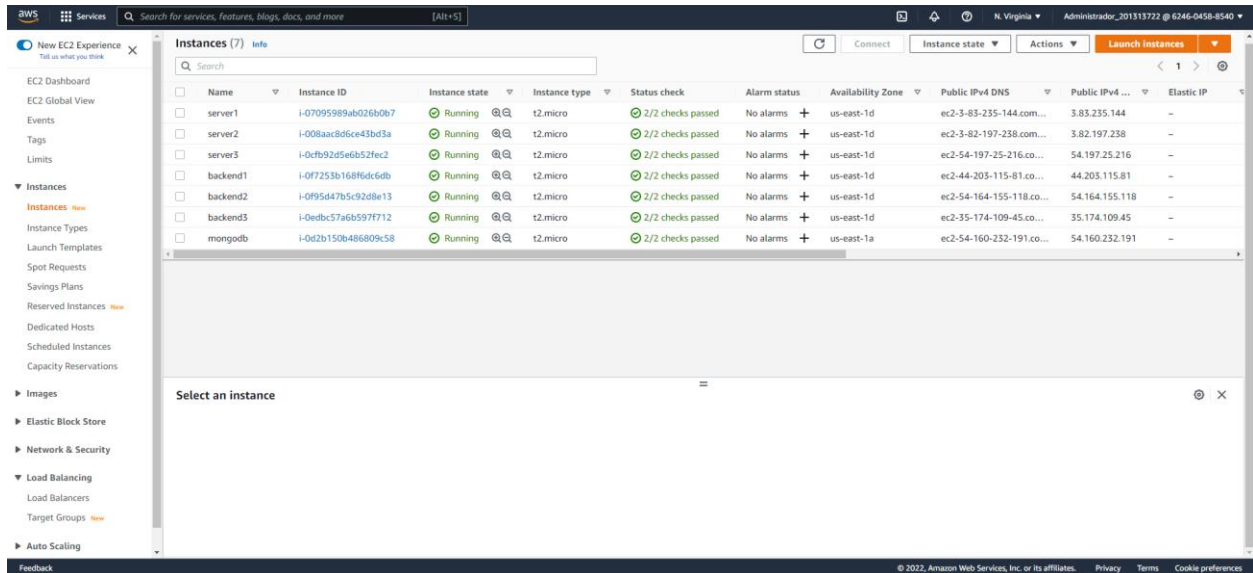 aws Services Search for services, features, blogs, docs, and more [Alt+S] N. Virginia Administrador_201313722 @ 6246-0458-8540
New EC2 Experience
Tell us what you think
EC2 Dashboard
EC2 Global View
Events
Tags
Limits
Instances
Instances New
Instance Types
Launch Templates
Spot Requests
Savings Plans
Reserved Instances New
Dedicated Hosts
Scheduled Instances
Capacity Reservations
Images
Elastic Block Store
Network & Security
Load Balancing
Load Balancers
Target Groups New
Auto Scaling
Instances (7) Info Connect Instance state Actions Launch instances
Search 1
Name Instance ID Instance state Instance type Status check Alarm status Availability Zone Public IPv4 DNS Public IPv4 ... Elastic IP
server1 i-07095989ab026b0b7 Running t2.micro 2/2 checks passed No alarms + us-east-1d ec2-3-83-235-144.com... 3.83.235.144 –
server2 i-008aac8d6ce43bd3a Running t2.micro 2/2 checks passed No alarms + us-east-1d ec2-3-82-197-238.com... 3.82.197.238 –
server3 i-0cfb92d5e6b52fec2 Running t2.micro 2/2 checks passed No alarms + us-east-1d ec2-54-197-25-216.co... 54.197.25.216 –
backend1 i-0f7253b168f6dc6db Running t2.micro 2/2 checks passed No alarms + us-east-1d ec2-44-203-115-81.co... 44.203.115.81 –
backend2 i-0f95d47b5c92d8e13 Running t2.micro 2/2 checks passed No alarms + us-east-1d ec2-54-164-155-118.co... 54.164.155.118 –
backend3 i-0edbc57a6b597f712 Running t2.micro 2/2 checks passed No alarms + us-east-1d ec2-35-174-109-45.co... 35.174.109.45 –
mongodb i-0d2b150b486809c58 Running t2.micro 2/2 checks passed No alarms + us-east-1a ec2-54-160-232-191.co... 54.160.232.191 –
Select an instance
Feedback © 2022, Amazon Web Services, Inc. or its affiliates. Privacy Terms Cookie preferences